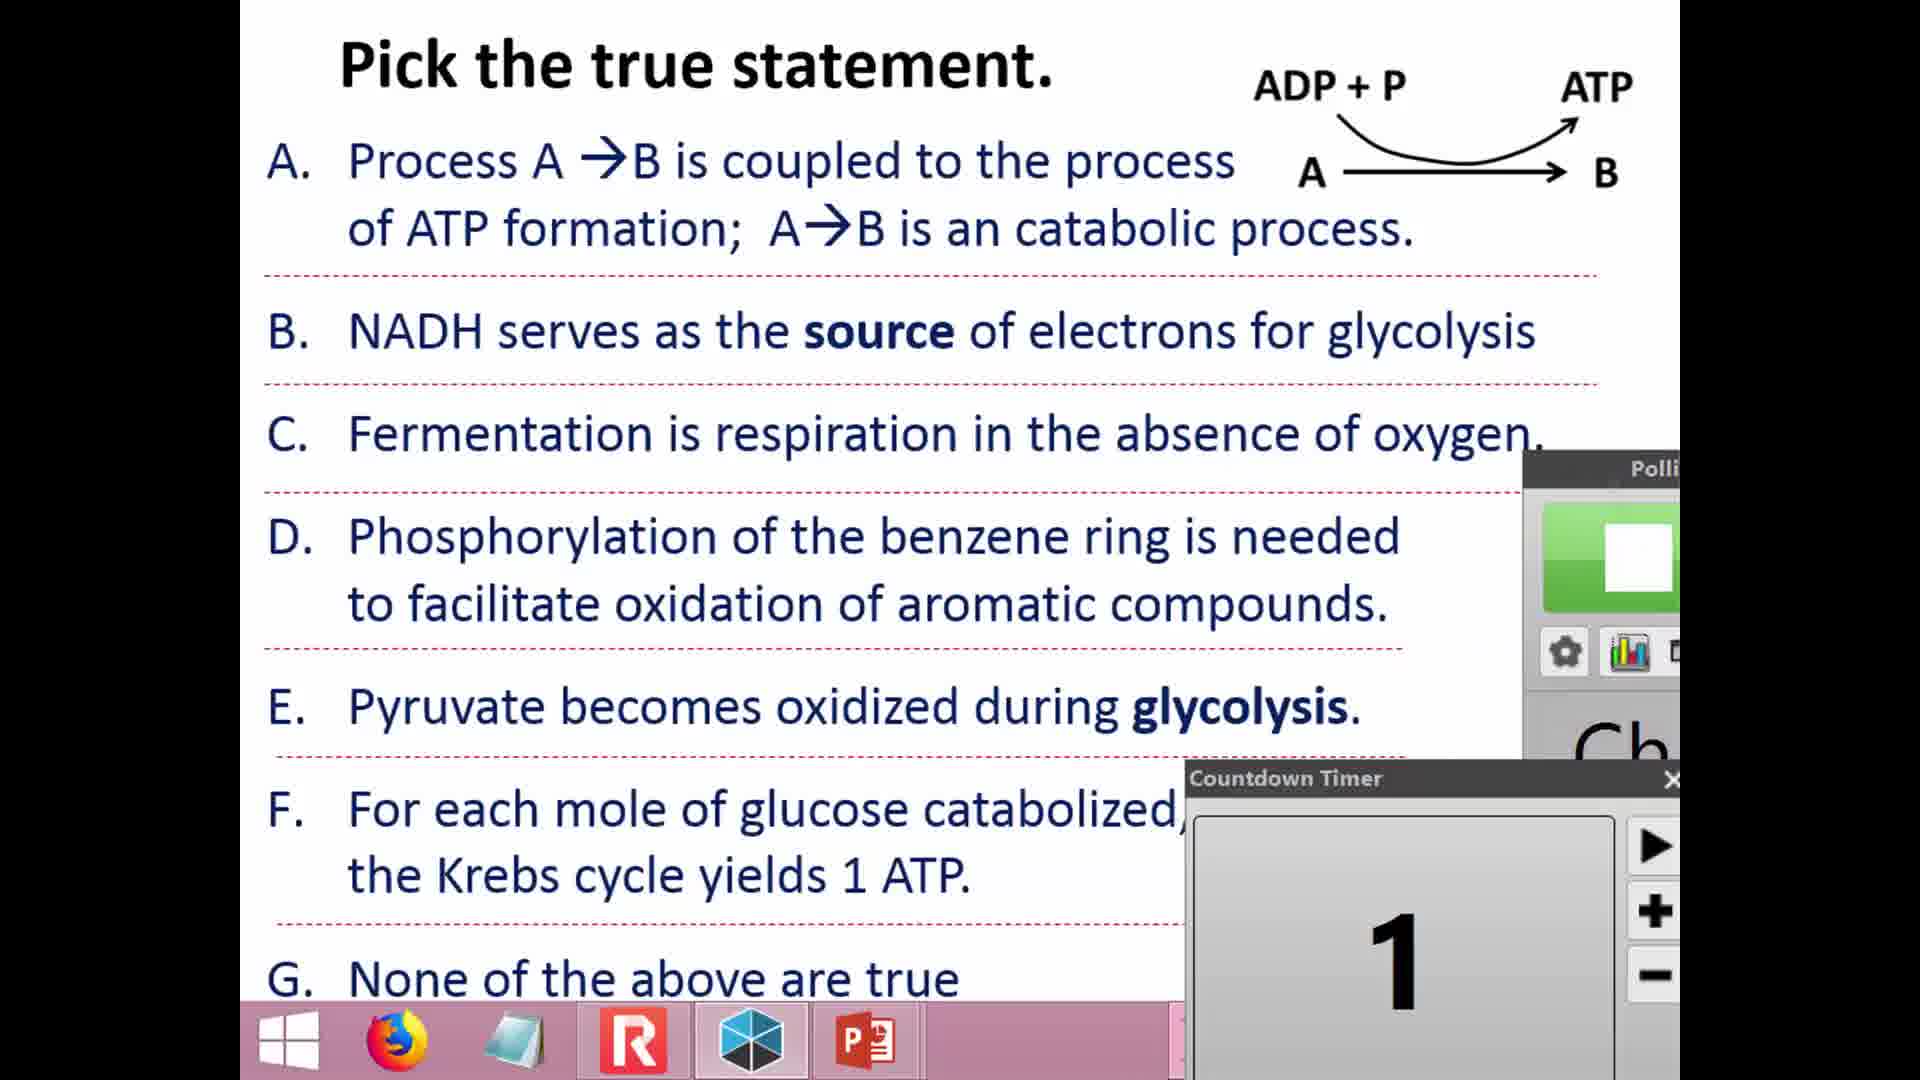 Pick the true statement.
ADP + P ATP
A. Process A →B is coupled to the process
A B
of ATP formation; A→B is an catabolic process.
B. NADH serves as the source of electrons for glycolysis
C. Fermentation is respiration in the absence of oxygen.
Polli
D. Phosphorylation of the benzene ring is needed
to facilitate oxidation of aromatic compounds.
E. Pyruvate becomes oxidized during glycolysis.
Ch
Countdown Timer
F. For each mole of glucose catabolized,
the Krebs cycle yields 1 ATP.
1
G. None of the above are true
R
P